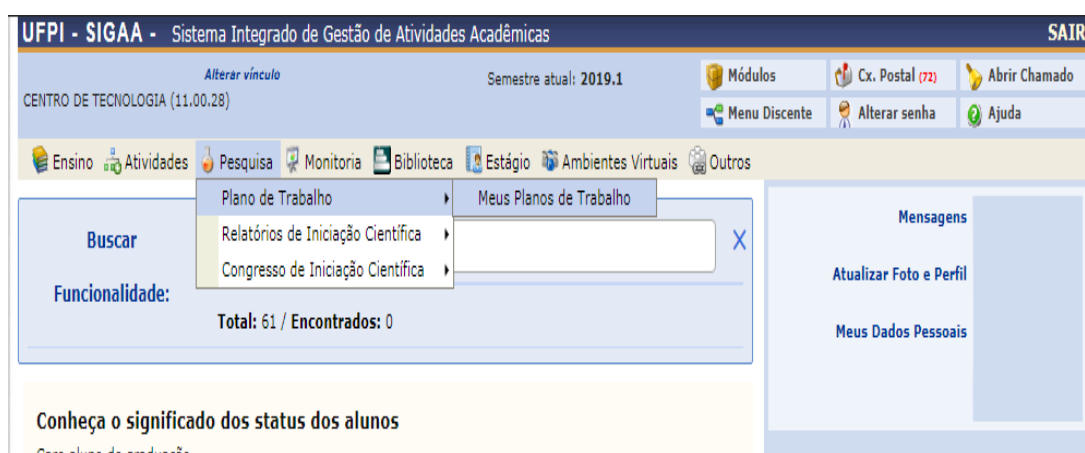 UFPI - SIGAA - Sistema Integrado de Gestão de Atividades Acadêmicas SAIR
Alterar vínculo
Semestre atual: 2019.1
Módulos
Cx. Postal (72)
Abrir Chamado
CENTRO DE TECNOLOGIA (11.00.28)
Menu Discente
Alterar senha
Ajuda
Ensino Atividades Pesquisa Monitoria Biblioteca Estágio Ambientes Virtuais Outros
Plano de Trabalho
Meus Planos de Trabalho
Relatórios de Iniciação Científica
Congresso de Iniciação Científica
Buscar
Funcionalidade:
X
Total: 61 / Encontrados: 0
Mensagens
Atualizar Foto e Perfil
Meus Dados Pessoais
Conheça o significado dos status dos alunos